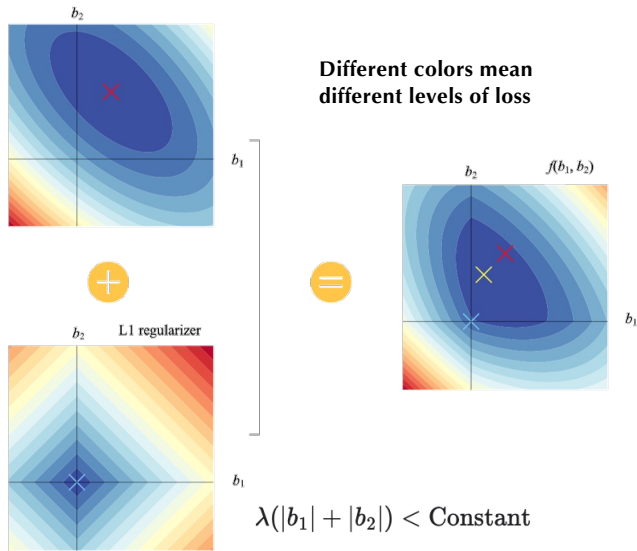 b₂
Different colors mean
different levels of loss
b₁
b₂
f(b₁, b₂)
+
=
b₁
b₂
L1 regularizer
b₁
λ(|b₁| + |b₂|) < Constant